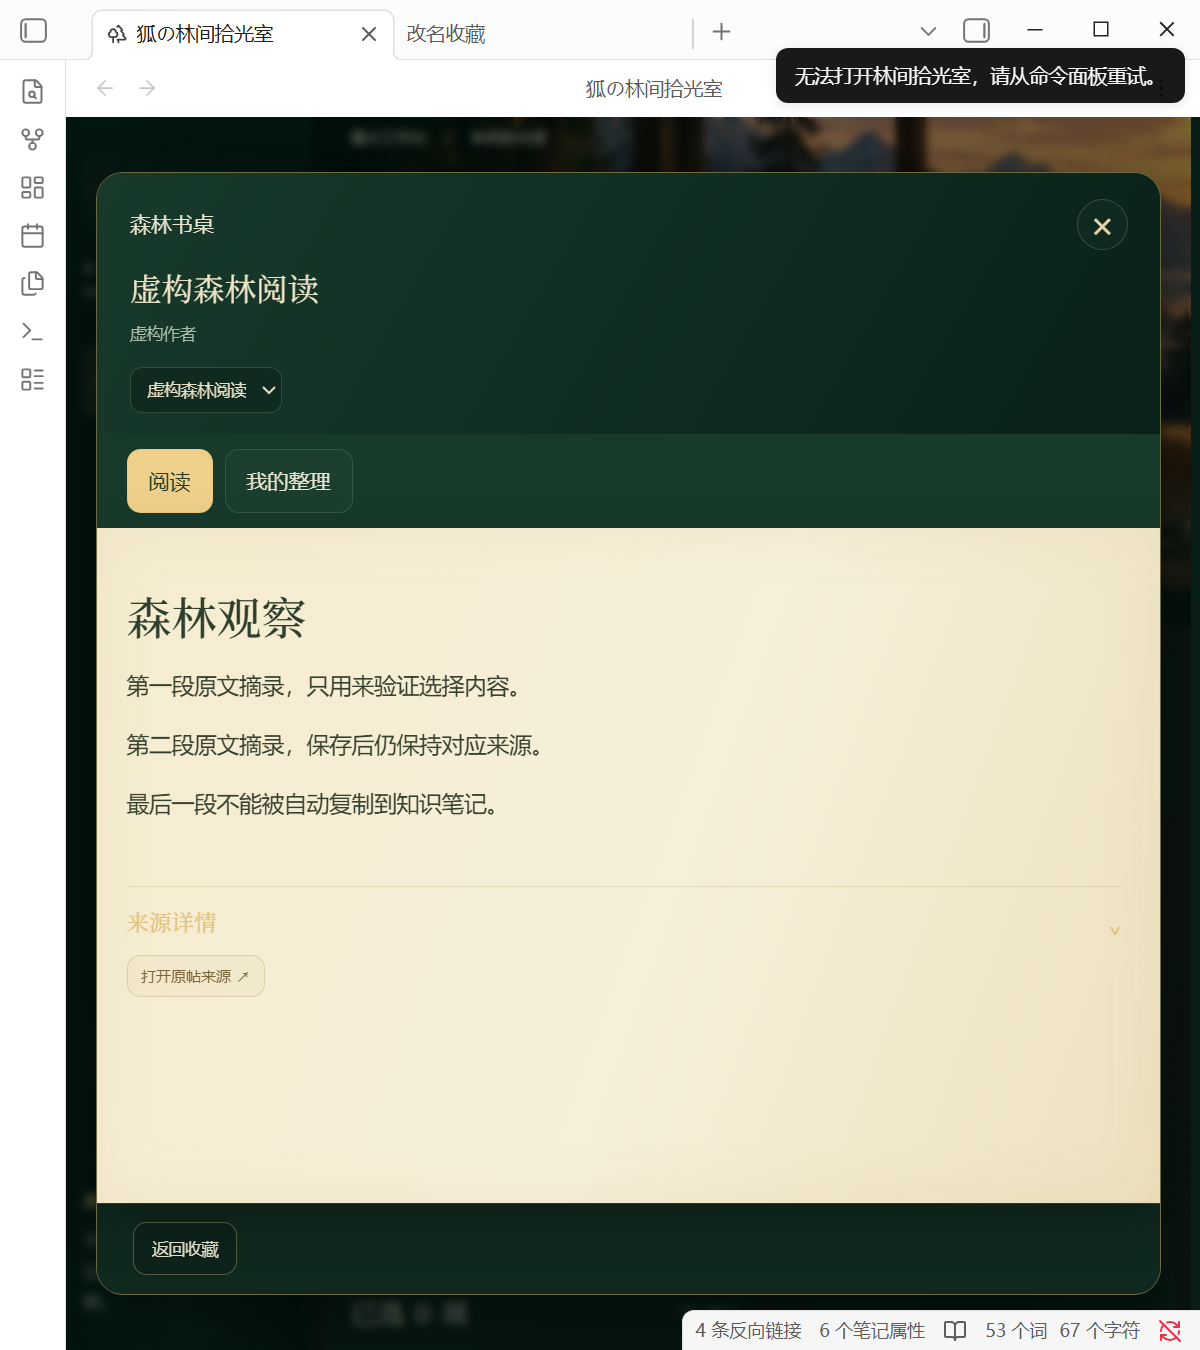 狐の林间拾光室
改名收藏
狐の林间拾光室
无法打开林间拾光室，请从命令面板重试。
森林书桌
虚构森林阅读
虚构作者
虚构森林阅读
阅读
我的整理
森林观察
第一段原文摘录，只用来验证选择内容。
第二段原文摘录，保存后仍保持对应来源。
最后一段不能被自动复制到知识笔记。
来源详情
打开原帖来源 ↗
返回收藏
已选 0 项
4 条反向链接 6 个笔记属性 53 个词 67 个字符